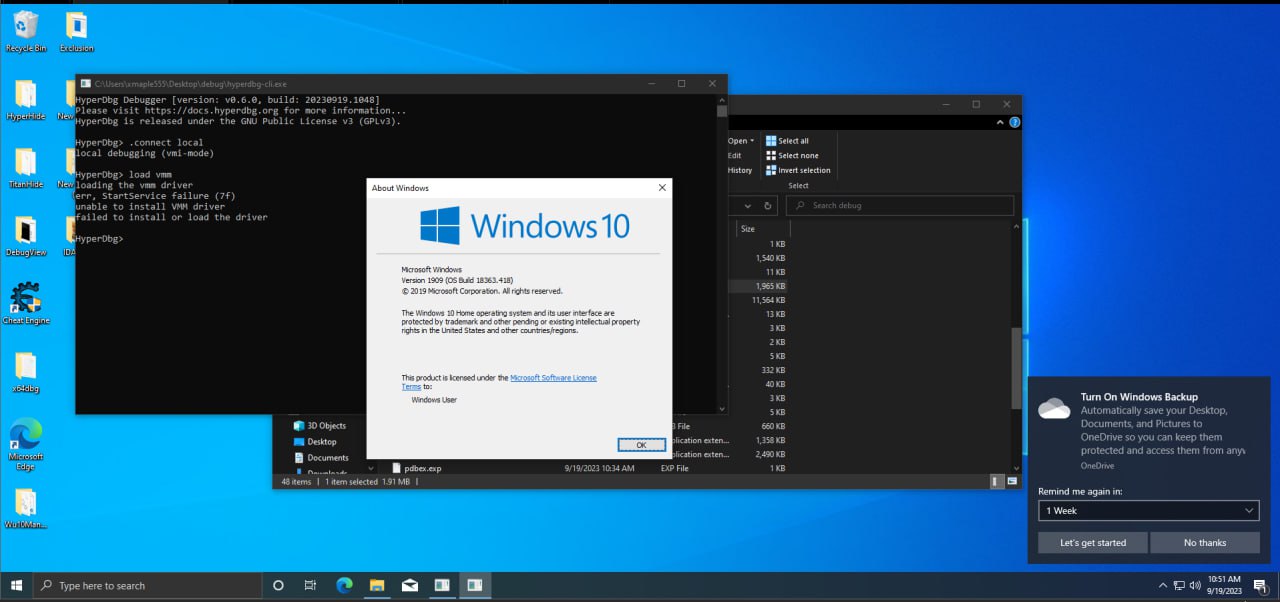 Recycle Bin
Exclusion
HyperHide
New
TitanHide
New
DebugView
IDA
Cheat Engine
x64dbg
Microsoft
Edge
Wu10Man...
C:\Users\xmaple555\Desktop\debug\hyperdbg-cli.exe
HyperDbg Debugger [version: v0.6.0, build: 20230919.1048]
Please visit https://docs.hyperdbg.org for more information...
HyperDbg is released under the GNU Public License v3 (GPLv3).
HyperDbg> .connect local
local debugging (vmi-mode)
HyperDbg> load vmm
loading the vmm driver
err, StartService failure (7f)
unable to install VMM driver
failed to install or load the driver
HyperDbg>
Open
Edit
History
Select all
Select none
Invert selection
Select
Search debug
Size
1 KB
1,540 KB
11 KB
1,965 KB
11,564 KB
13 KB
3 KB
2 KB
5 KB
332 KB
40 KB
3 KB
5 KB
660 KB
plication exten... 1,358 KB
plication exten... 2,490 KB
pdbex.exp 9/19/2023 10:34 AM EXP File 1 KB
3D Objects
Desktop
Documents
Downloads
48 items 1 item selected 1.91 MB
About Windows
Windows 10
Microsoft Windows
Version 1909 (OS Build 18363.418)
© 2019 Microsoft Corporation. All rights reserved.
The Windows 10 Home operating system and its user interface are
protected by trademark and other pending or existing intellectual property
rights in the United States and other countries/regions.
This product is licensed under the Microsoft Software License
Terms to:
Windows User
OK
Turn On Windows Backup
Automatically save your Desktop,
Documents, and Pictures to
OneDrive so you can keep them
protected and access them from any
OneDrive
Remind me again in:
1 Week
Let's get started
No thanks
Type here to search
10:51 AM
9/19/2023
1